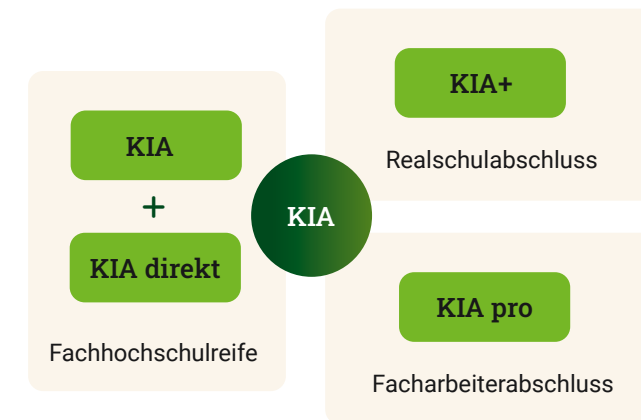 KIA
+
KIA direkt
Fachhochschulreife
KIA
KIA+
Realschulabschluss
KIA pro
Facharbeiterabschluss